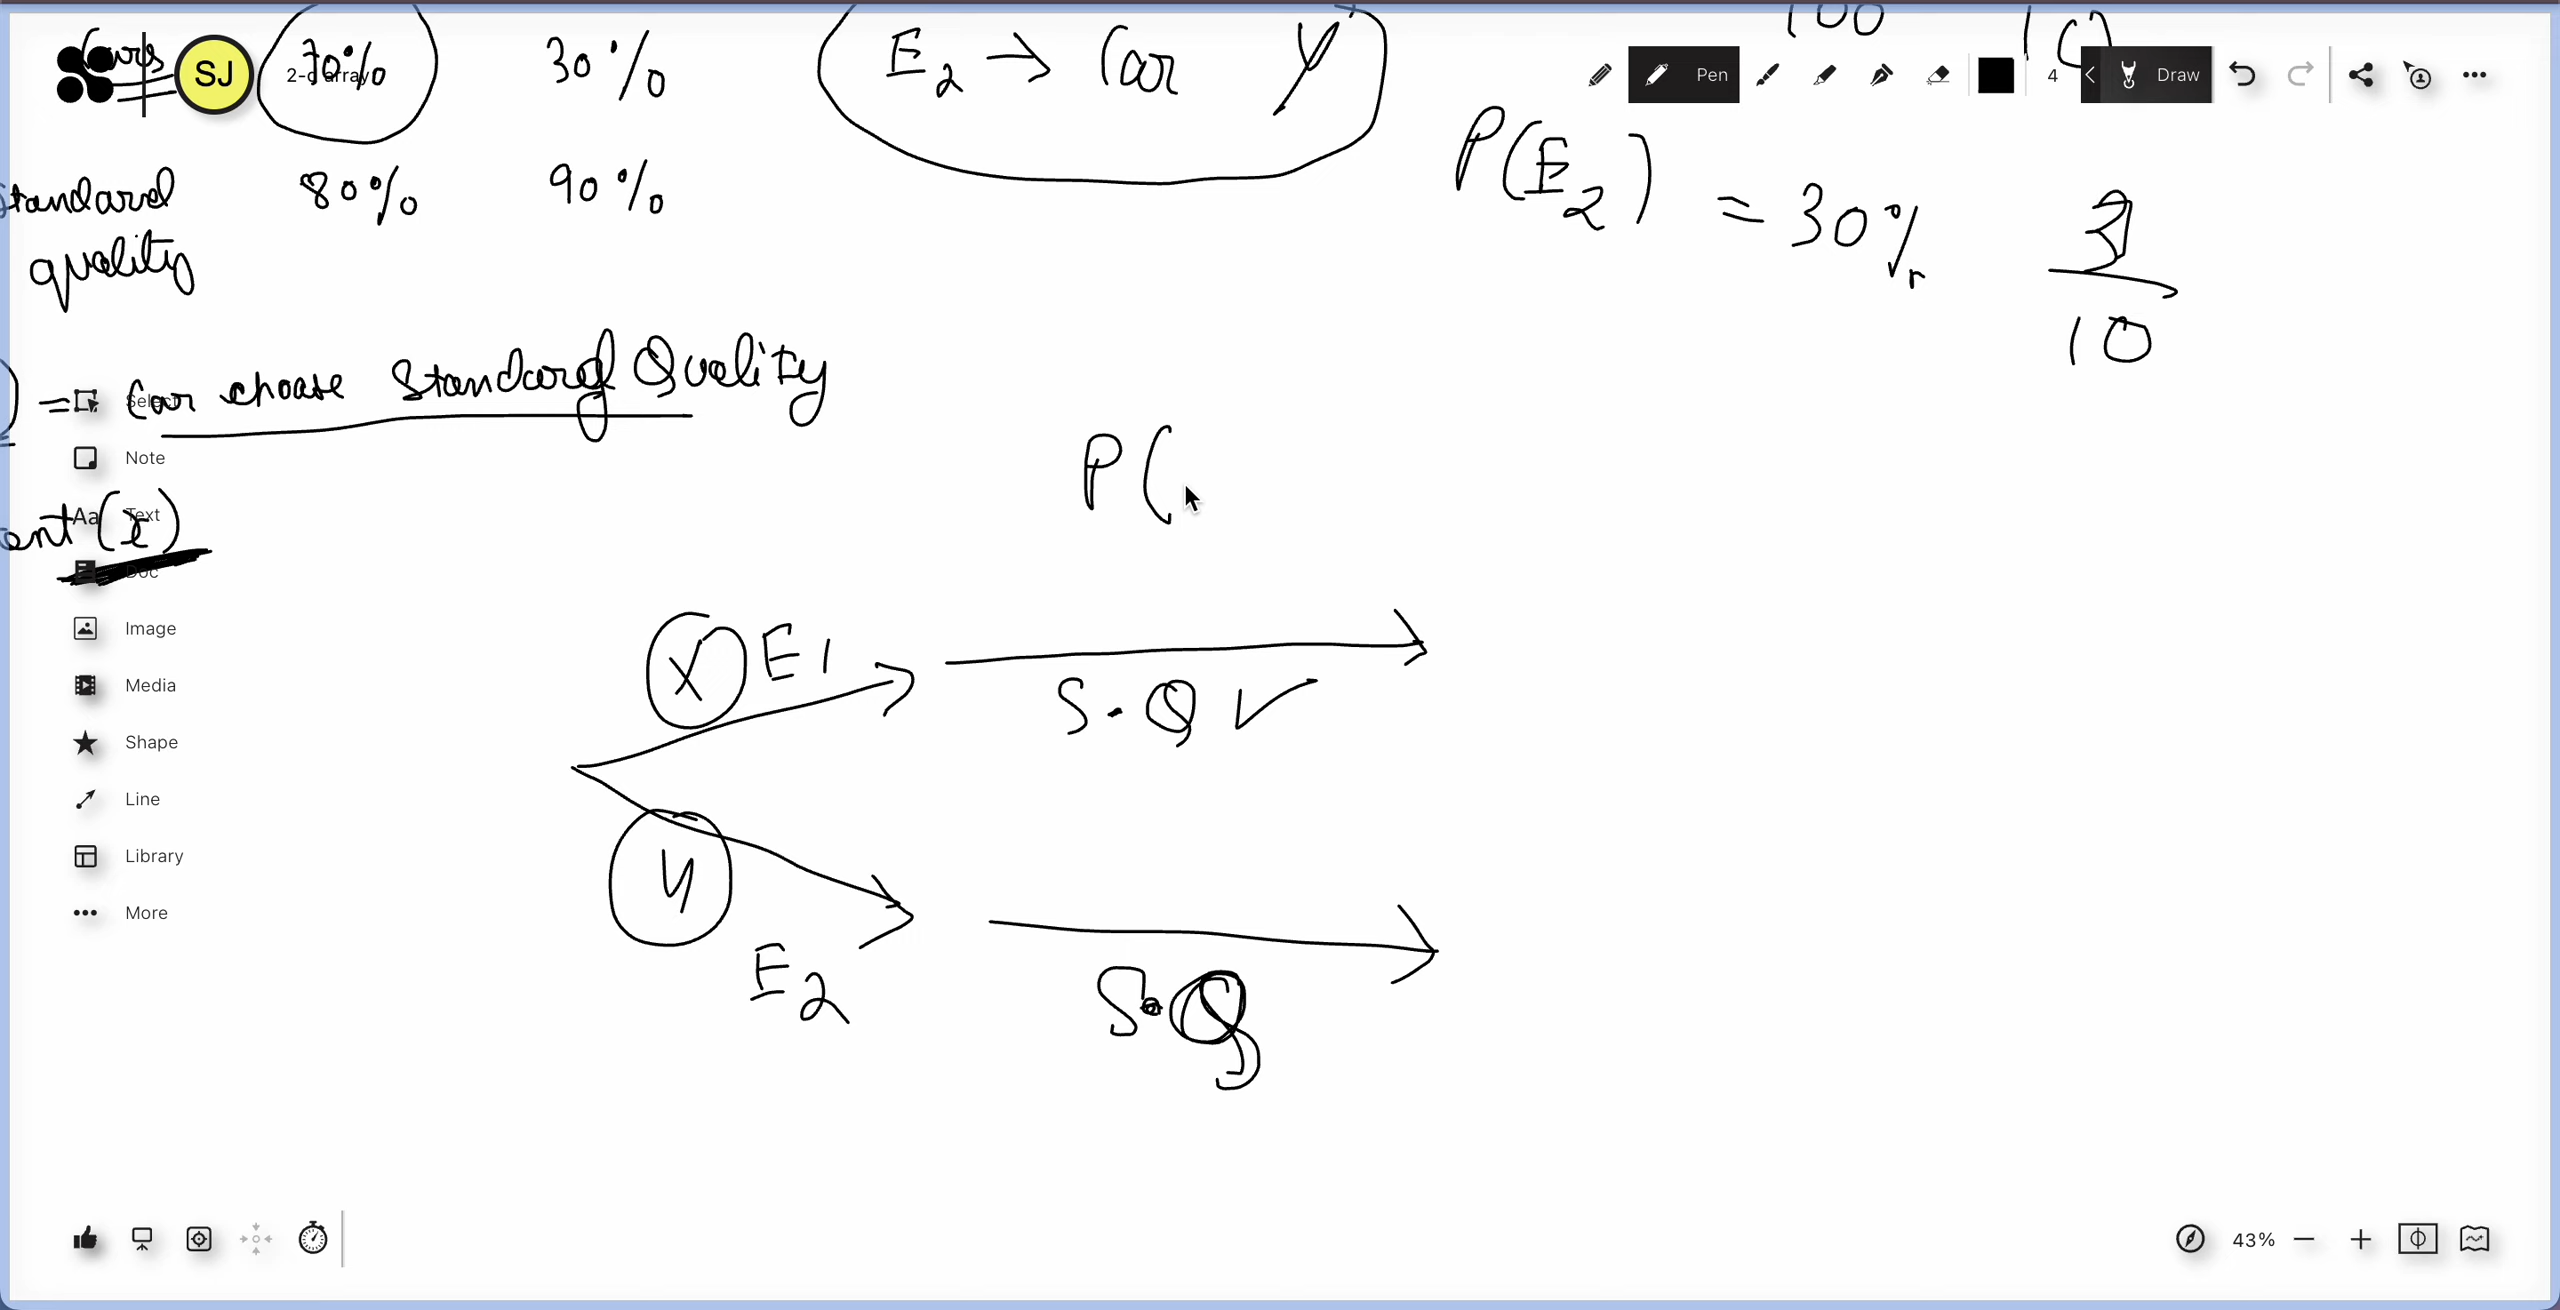 Cars 70% 30% E2 → Car Y 100
SJ 2-d array Pen 4 Draw
P(E2) = 30% 3/10
Standard 80% 90%
quality
= Car choose Standard Quality
Select
Note
P(
Text
(x)
Doc
Image
X E1
Media
S.Q ✓
Shape
Line
Library
Y
More
E2
S.Q
43%